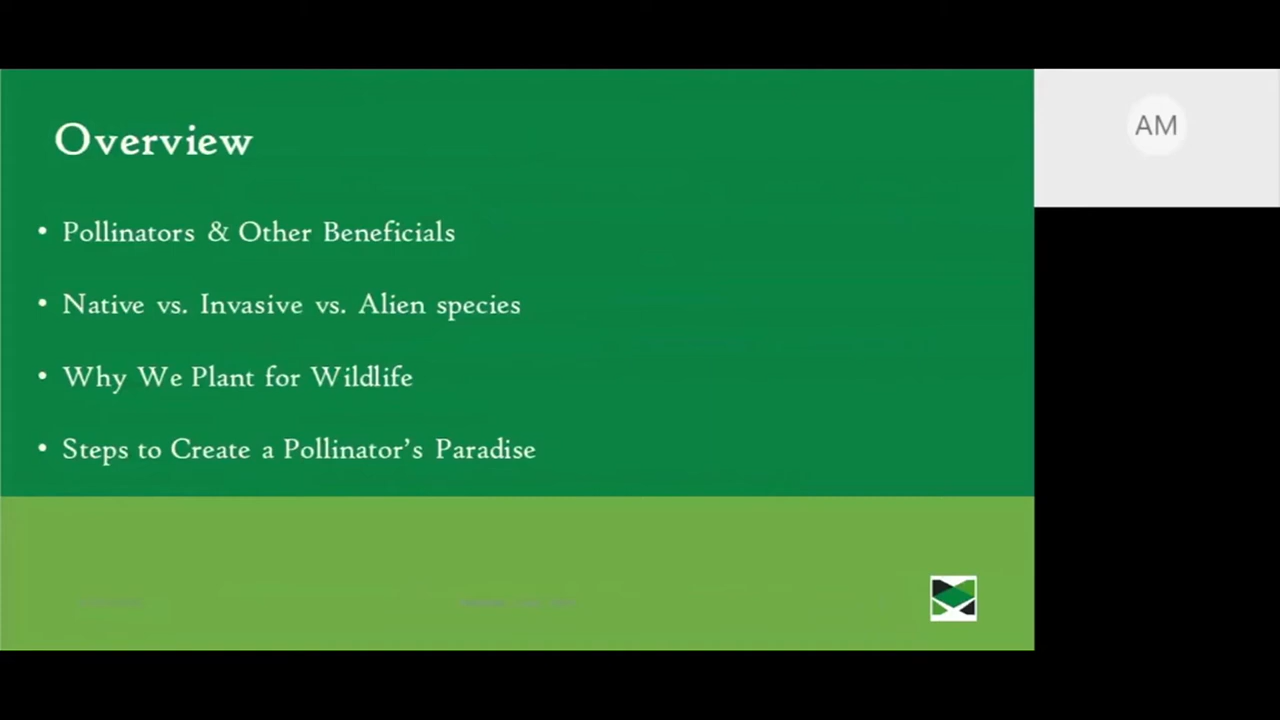 Overview
• Pollinators & Other Beneficials
• Native vs. Invasive vs. Alien species
• Why We Plant for Wildlife
• Steps to Create a Pollinator's Paradise
AM